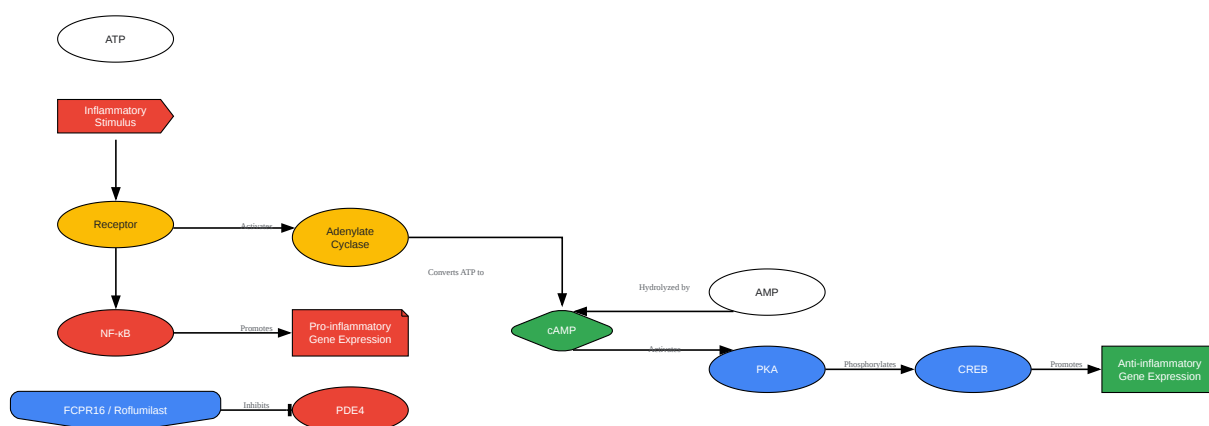 ATP
Inflammatory
Stimulus
Receptor
Activates
Adenylate
Cyclase
Converts ATP to
Hydrolyzed by
AMP
NF-κB
Promotes
Pro-inflammatory
Gene Expression
cAMP
Activates
PKA
Phosphorylates
CREB
Promotes
Anti-inflammatory
Gene Expression
FCPR16 / Roflumilast
Inhibits
PDE4